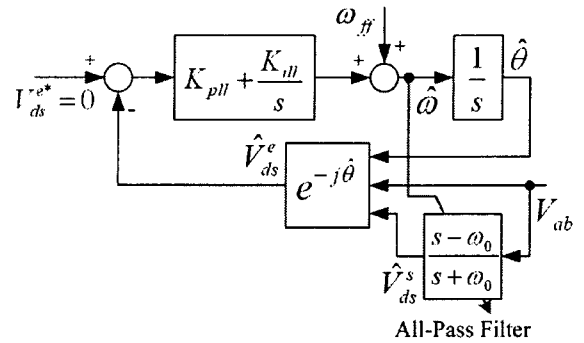 ω_ff
+
+
+
-
V_ds^e* = 0
K_pll + K_ill / s
ω̂
1 / s
θ̂
V̂_ds^e
e^{-jθ̂}
V_ab
V̂_ds^s
s − ω_0 / s + ω_0
All-Pass Filter